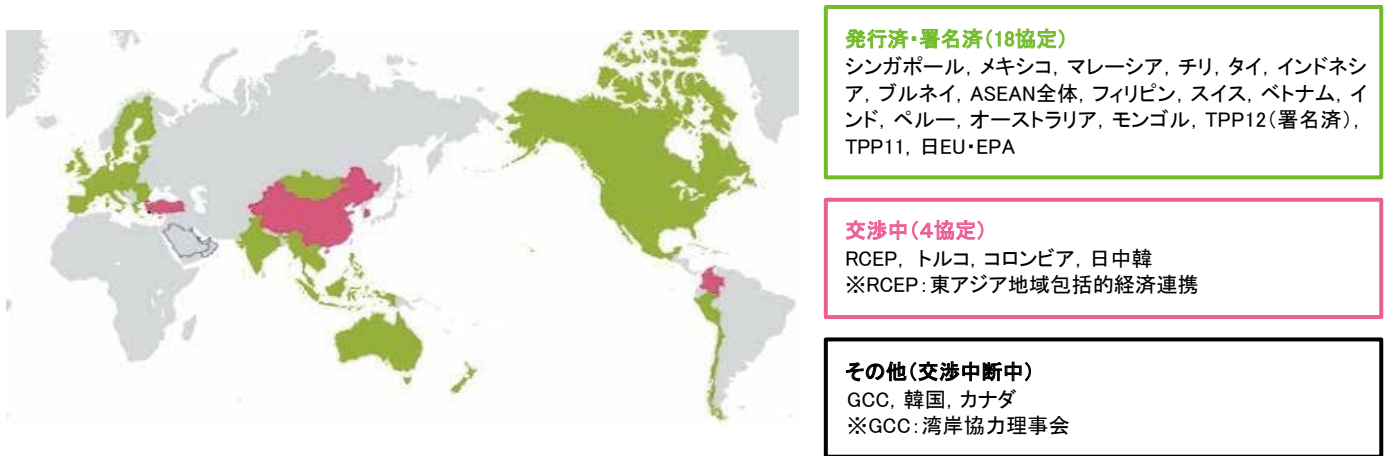 発行済・署名済(18協定)
シンガポール, メキシコ, マレーシア, チリ, タイ, インドネシ
ア, ブルネイ, ASEAN全体, フィリピン, スイス, ベトナム, イ
ンド, ペルー, オーストラリア, モンゴル, TPP12(署名済),
TPP11, 日EU・EPA
交渉中(4協定)
RCEP, トルコ, コロンビア, 日中韓
※RCEP:東アジア地域包括的経済連携
その他(交渉中断中)
GCC, 韓国, カナダ
※GCC:湾岸協力理事会